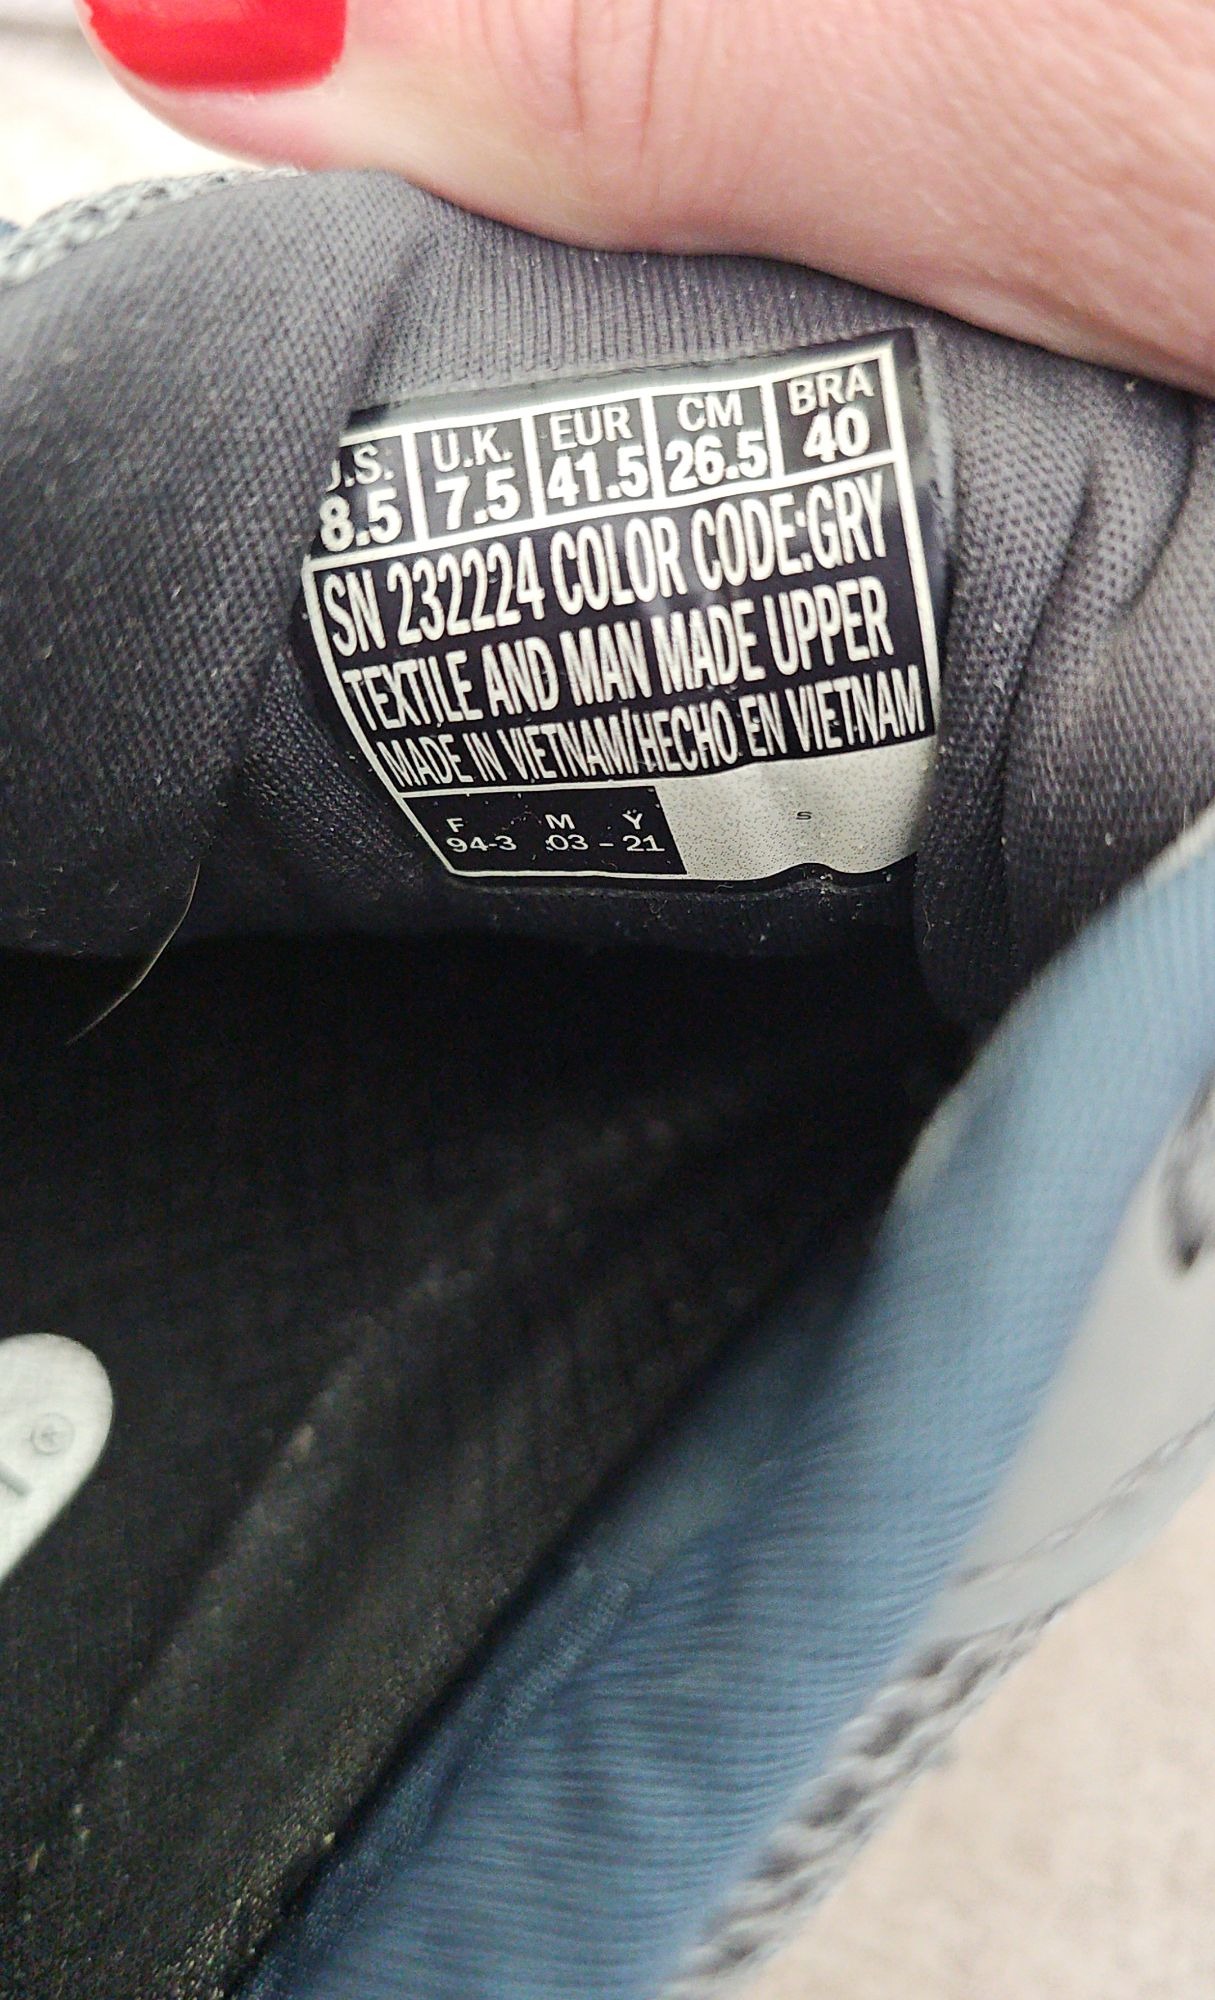 U.S. U.K. EUR CM BRA
8.5 7.5 41.5 26.5 40
SN 232224 COLOR CODE:GRY
TEXTILE AND MAN MADE UPPER
MADE IN VIETNAM/HECHO EN VIETNAM
F M Y
94-3 03 - 21
S
®